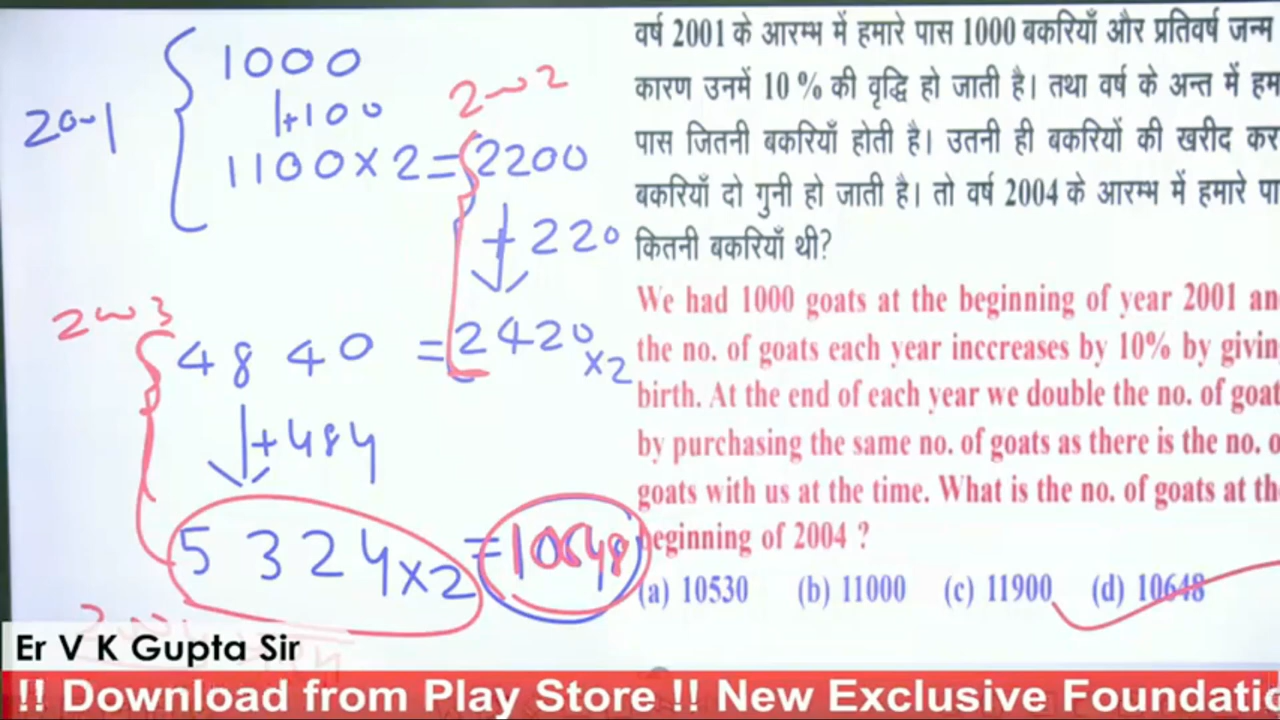 2001
1000
+100
1100×2=2200
2002
+220
2420
×2
4840 =
2003
+484
5324×2 =10648
वर्ष 2001 के आरम्भ में हमारे पास 1000 बकरियाँ और प्रतिवर्ष जन्म
कारण उनमें 10 % की वृद्धि हो जाती है। तथा वर्ष के अन्त में हम
पास जितनी बकरियाँ होती है। उतनी ही बकरियों की खरीद कर
बकरियाँ दो गुनी हो जाती है। तो वर्ष 2004 के आरम्भ में हमारे पा
कितनी बकरियाँ थी?
We had 1000 goats at the beginning of year 2001 an
the no. of goats each year inccreases by 10% by givin
birth. At the end of each year we double the no. of goat
by purchasing the same no. of goats as there is the no. o
goats with us at the time. What is the no. of goats at th
beginning of 2004 ?
(a) 10530 (b) 11000 (c) 11900 (d) 10648
Er V K Gupta Sir
!! Download from Play Store !! New Exclusive Foundatio